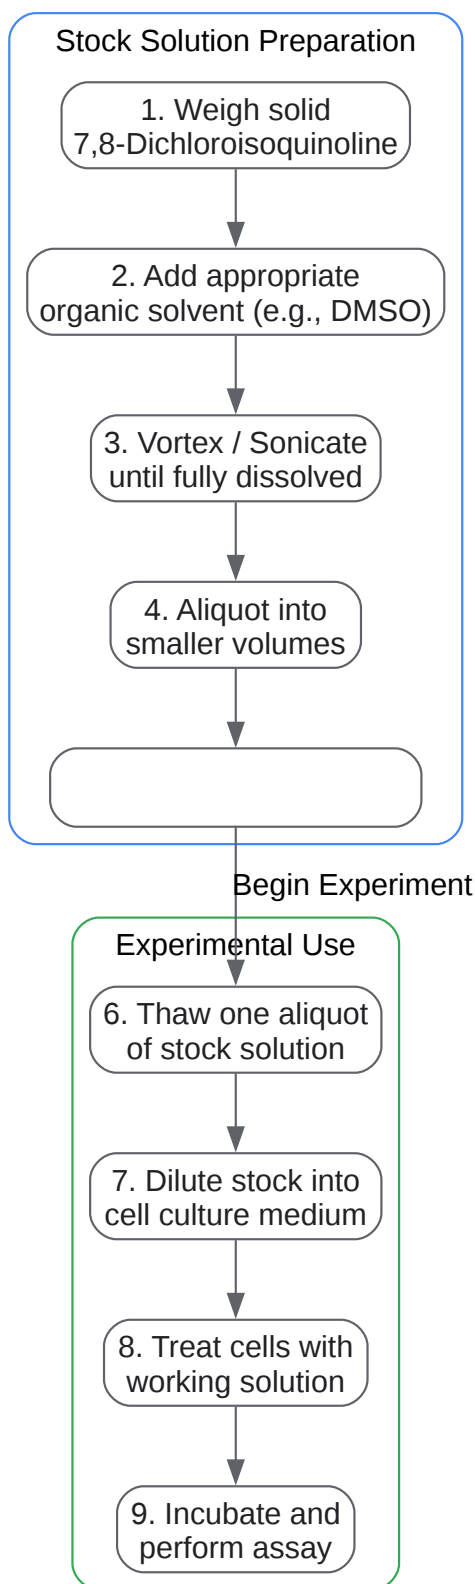 Stock Solution Preparation
1. Weigh solid
7,8-Dichloroisoquinoline
2. Add appropriate
organic solvent (e.g., DMSO)
3. Vortex / Sonicate
until fully dissolved
4. Aliquot into
smaller volumes
Begin Experiment
Experimental Use
6. Thaw one aliquot
of stock solution
7. Dilute stock into
cell culture medium
8. Treat cells with
working solution
9. Incubate and
perform assay